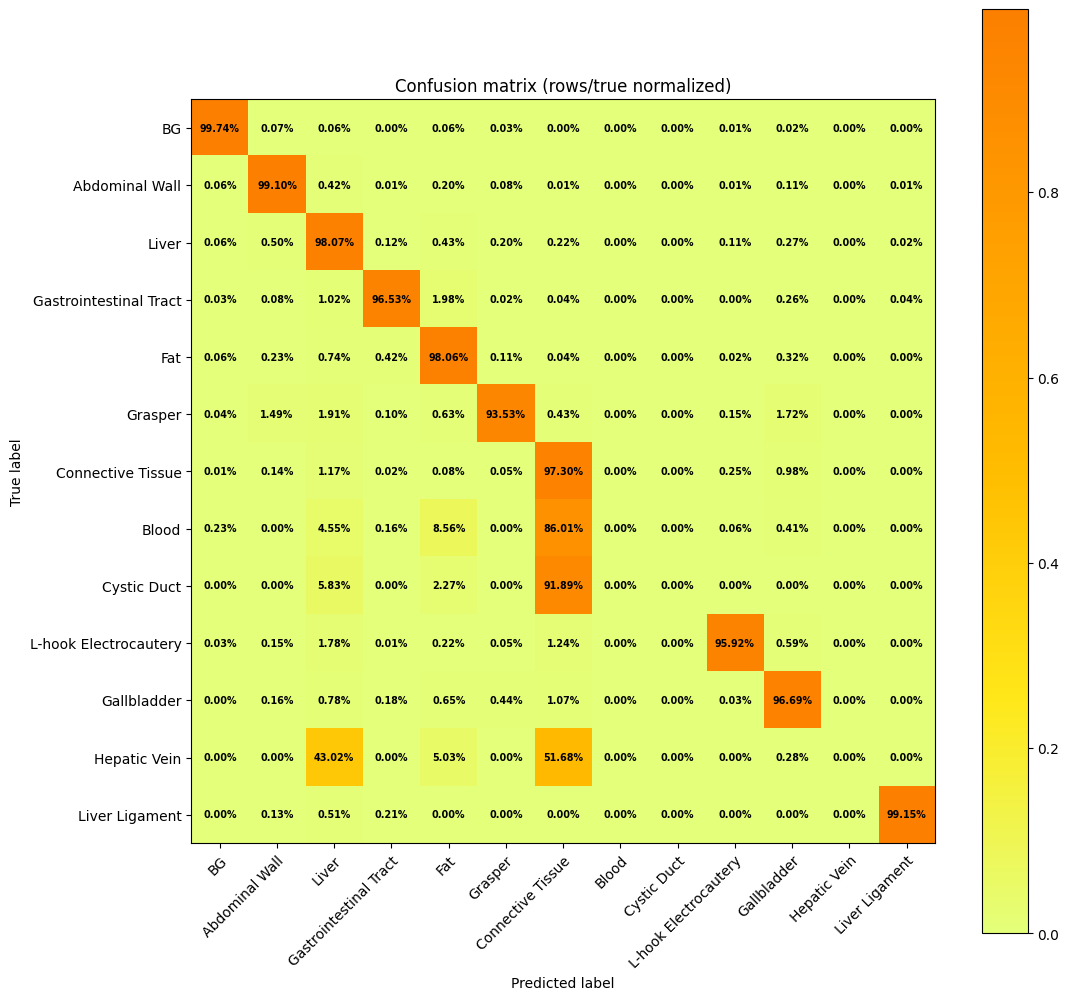 Confusion matrix (rows/true normalized)
BG 99.74% 0.07% 0.06% 0.00% 0.06% 0.03% 0.00% 0.00% 0.00% 0.01% 0.02% 0.00% 0.00%
Abdominal Wall 0.06% 99.10% 0.42% 0.01% 0.20% 0.08% 0.01% 0.00% 0.00% 0.01% 0.11% 0.00% 0.01%
Liver 0.06% 0.50% 98.07% 0.12% 0.43% 0.20% 0.22% 0.00% 0.00% 0.11% 0.27% 0.00% 0.02%
Gastrointestinal Tract 0.03% 0.08% 1.02% 96.53% 1.98% 0.02% 0.04% 0.00% 0.00% 0.00% 0.26% 0.00% 0.04%
Fat 0.06% 0.23% 0.74% 0.42% 98.06% 0.11% 0.04% 0.00% 0.00% 0.02% 0.32% 0.00% 0.00%
Grasper 0.04% 1.49% 1.91% 0.10% 0.63% 93.53% 0.43% 0.00% 0.00% 0.15% 1.72% 0.00% 0.00%
Connective Tissue 0.01% 0.14% 1.17% 0.02% 0.08% 0.05% 97.30% 0.00% 0.00% 0.25% 0.98% 0.00% 0.00%
Blood 0.23% 0.00% 4.55% 0.16% 8.56% 0.00% 86.01% 0.00% 0.00% 0.06% 0.41% 0.00% 0.00%
Cystic Duct 0.00% 0.00% 5.83% 0.00% 2.27% 0.00% 91.89% 0.00% 0.00% 0.00% 0.00% 0.00% 0.00%
L-hook Electrocautery 0.03% 0.15% 1.78% 0.01% 0.22% 0.05% 1.24% 0.00% 0.00% 95.92% 0.59% 0.00% 0.00%
Gallbladder 0.00% 0.16% 0.78% 0.18% 0.65% 0.44% 1.07% 0.00% 0.00% 0.03% 96.69% 0.00% 0.00%
Hepatic Vein 0.00% 0.00% 43.02% 0.00% 5.03% 0.00% 51.68% 0.00% 0.00% 0.00% 0.28% 0.00% 0.00%
Liver Ligament 0.00% 0.13% 0.51% 0.21% 0.00% 0.00% 0.00% 0.00% 0.00% 0.00% 0.00% 0.00% 99.15%
True label
BG
Abdominal Wall
Liver
Gastrointestinal Tract
Fat
Grasper
Connective Tissue
Blood
Cystic Duct
L-hook Electrocautery
Gallbladder
Hepatic Vein
Liver Ligament
Predicted label
0.8
0.6
0.4
0.2
0.0